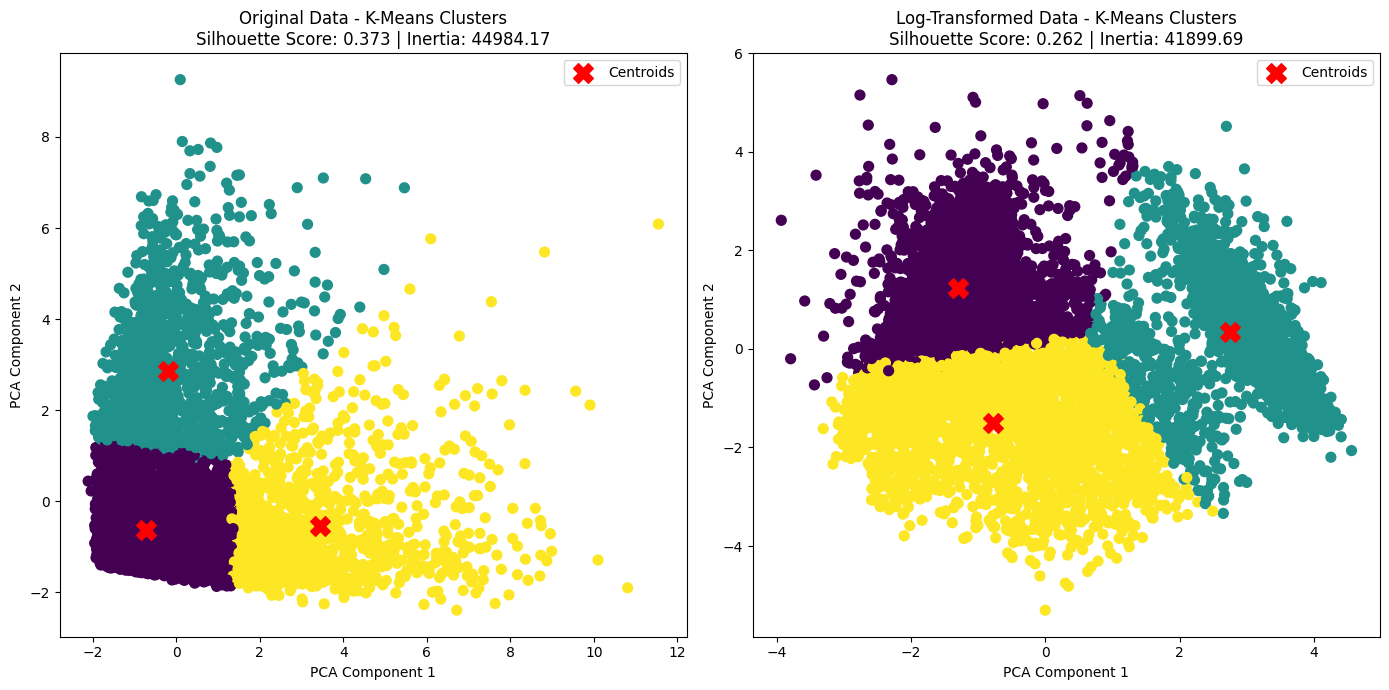 Original Data - K-Means Clusters
Silhouette Score: 0.373 | Inertia: 44984.17
Centroids
PCA Component 2
8
6
4
2
0
−2
−2 0 2 4 6 8 10 12
PCA Component 1
Log-Transformed Data - K-Means Clusters
Silhouette Score: 0.262 | Inertia: 41899.69
Centroids
PCA Component 2
6
4
2
0
−2
−4
−4 −2 0 2 4
PCA Component 1